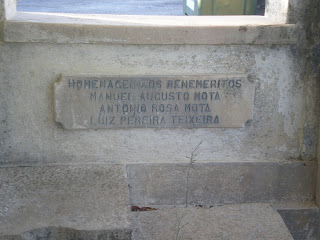 HOMENAGEM AOS BENEMERITOS
MANUEL AUGUSTO MOTA
ANTONIO ROSA MOTA
LUIZ PEREIRA TEIXEIRA